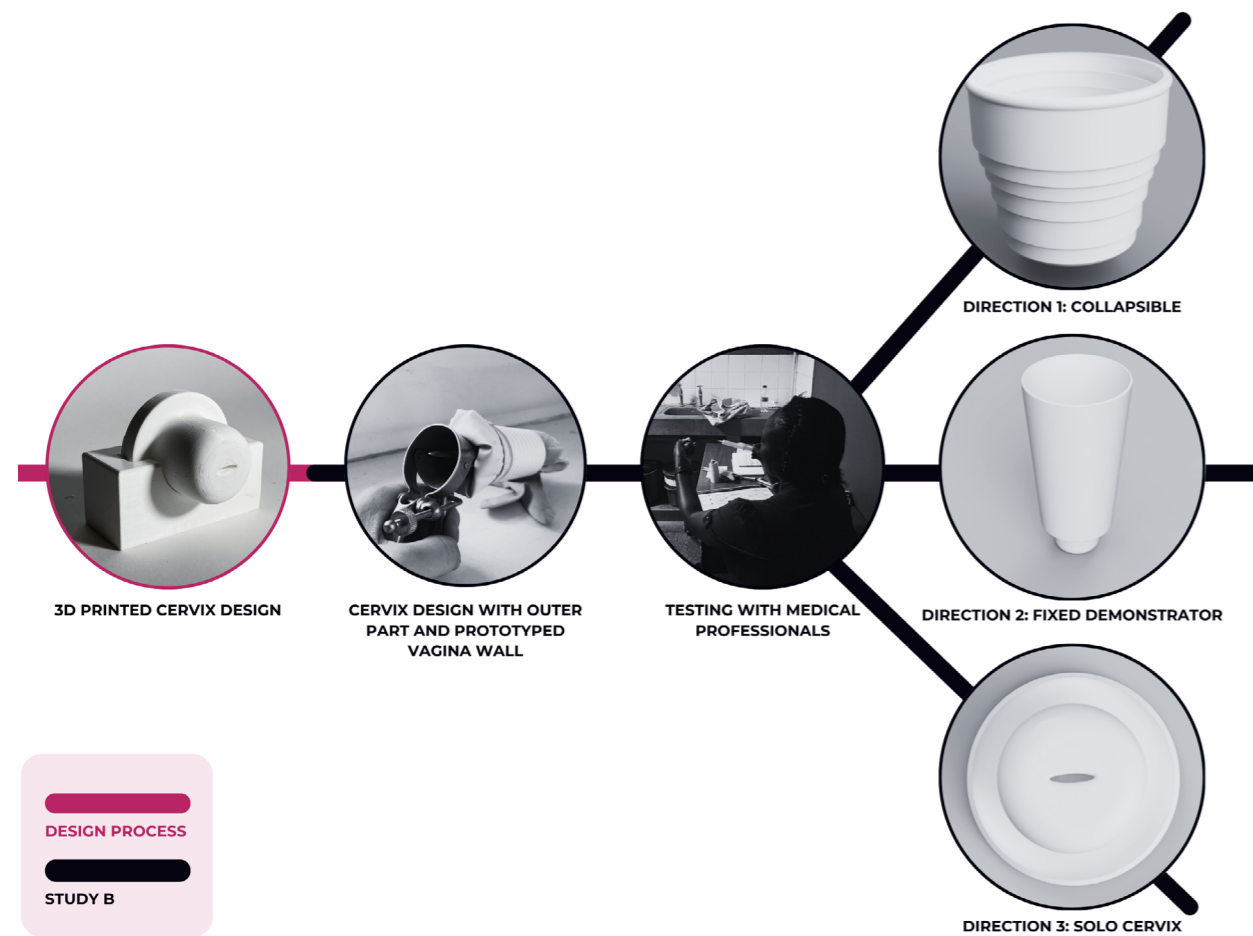 DIRECTION 1: COLLAPSIBLE
3D PRINTED CERVIX DESIGN
CERVIX DESIGN WITH OUTER
PART AND PROTOTYPED
VAGINA WALL
TESTING WITH MEDICAL
PROFESSIONALS
DIRECTION 2: FIXED DEMONSTRATOR
DIRECTION 3: SOLO CERVIX
DESIGN PROCESS
STUDY B